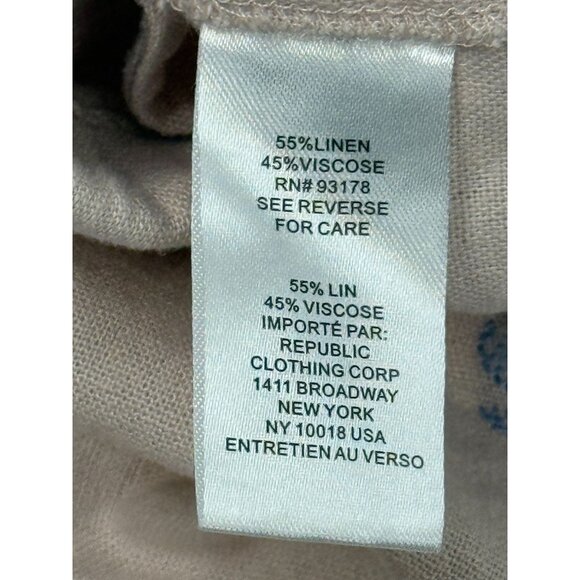 55%LINEN
45%VISCOSE
RN# 93178
SEE REVERSE
FOR CARE
55% LIN
45% VISCOSE
IMPORTÉ PAR:
REPUBLIC
CLOTHING CORP
1411 BROADWAY
NEW YORK
NY 10018 USA
ENTRETIEN AU VERSO